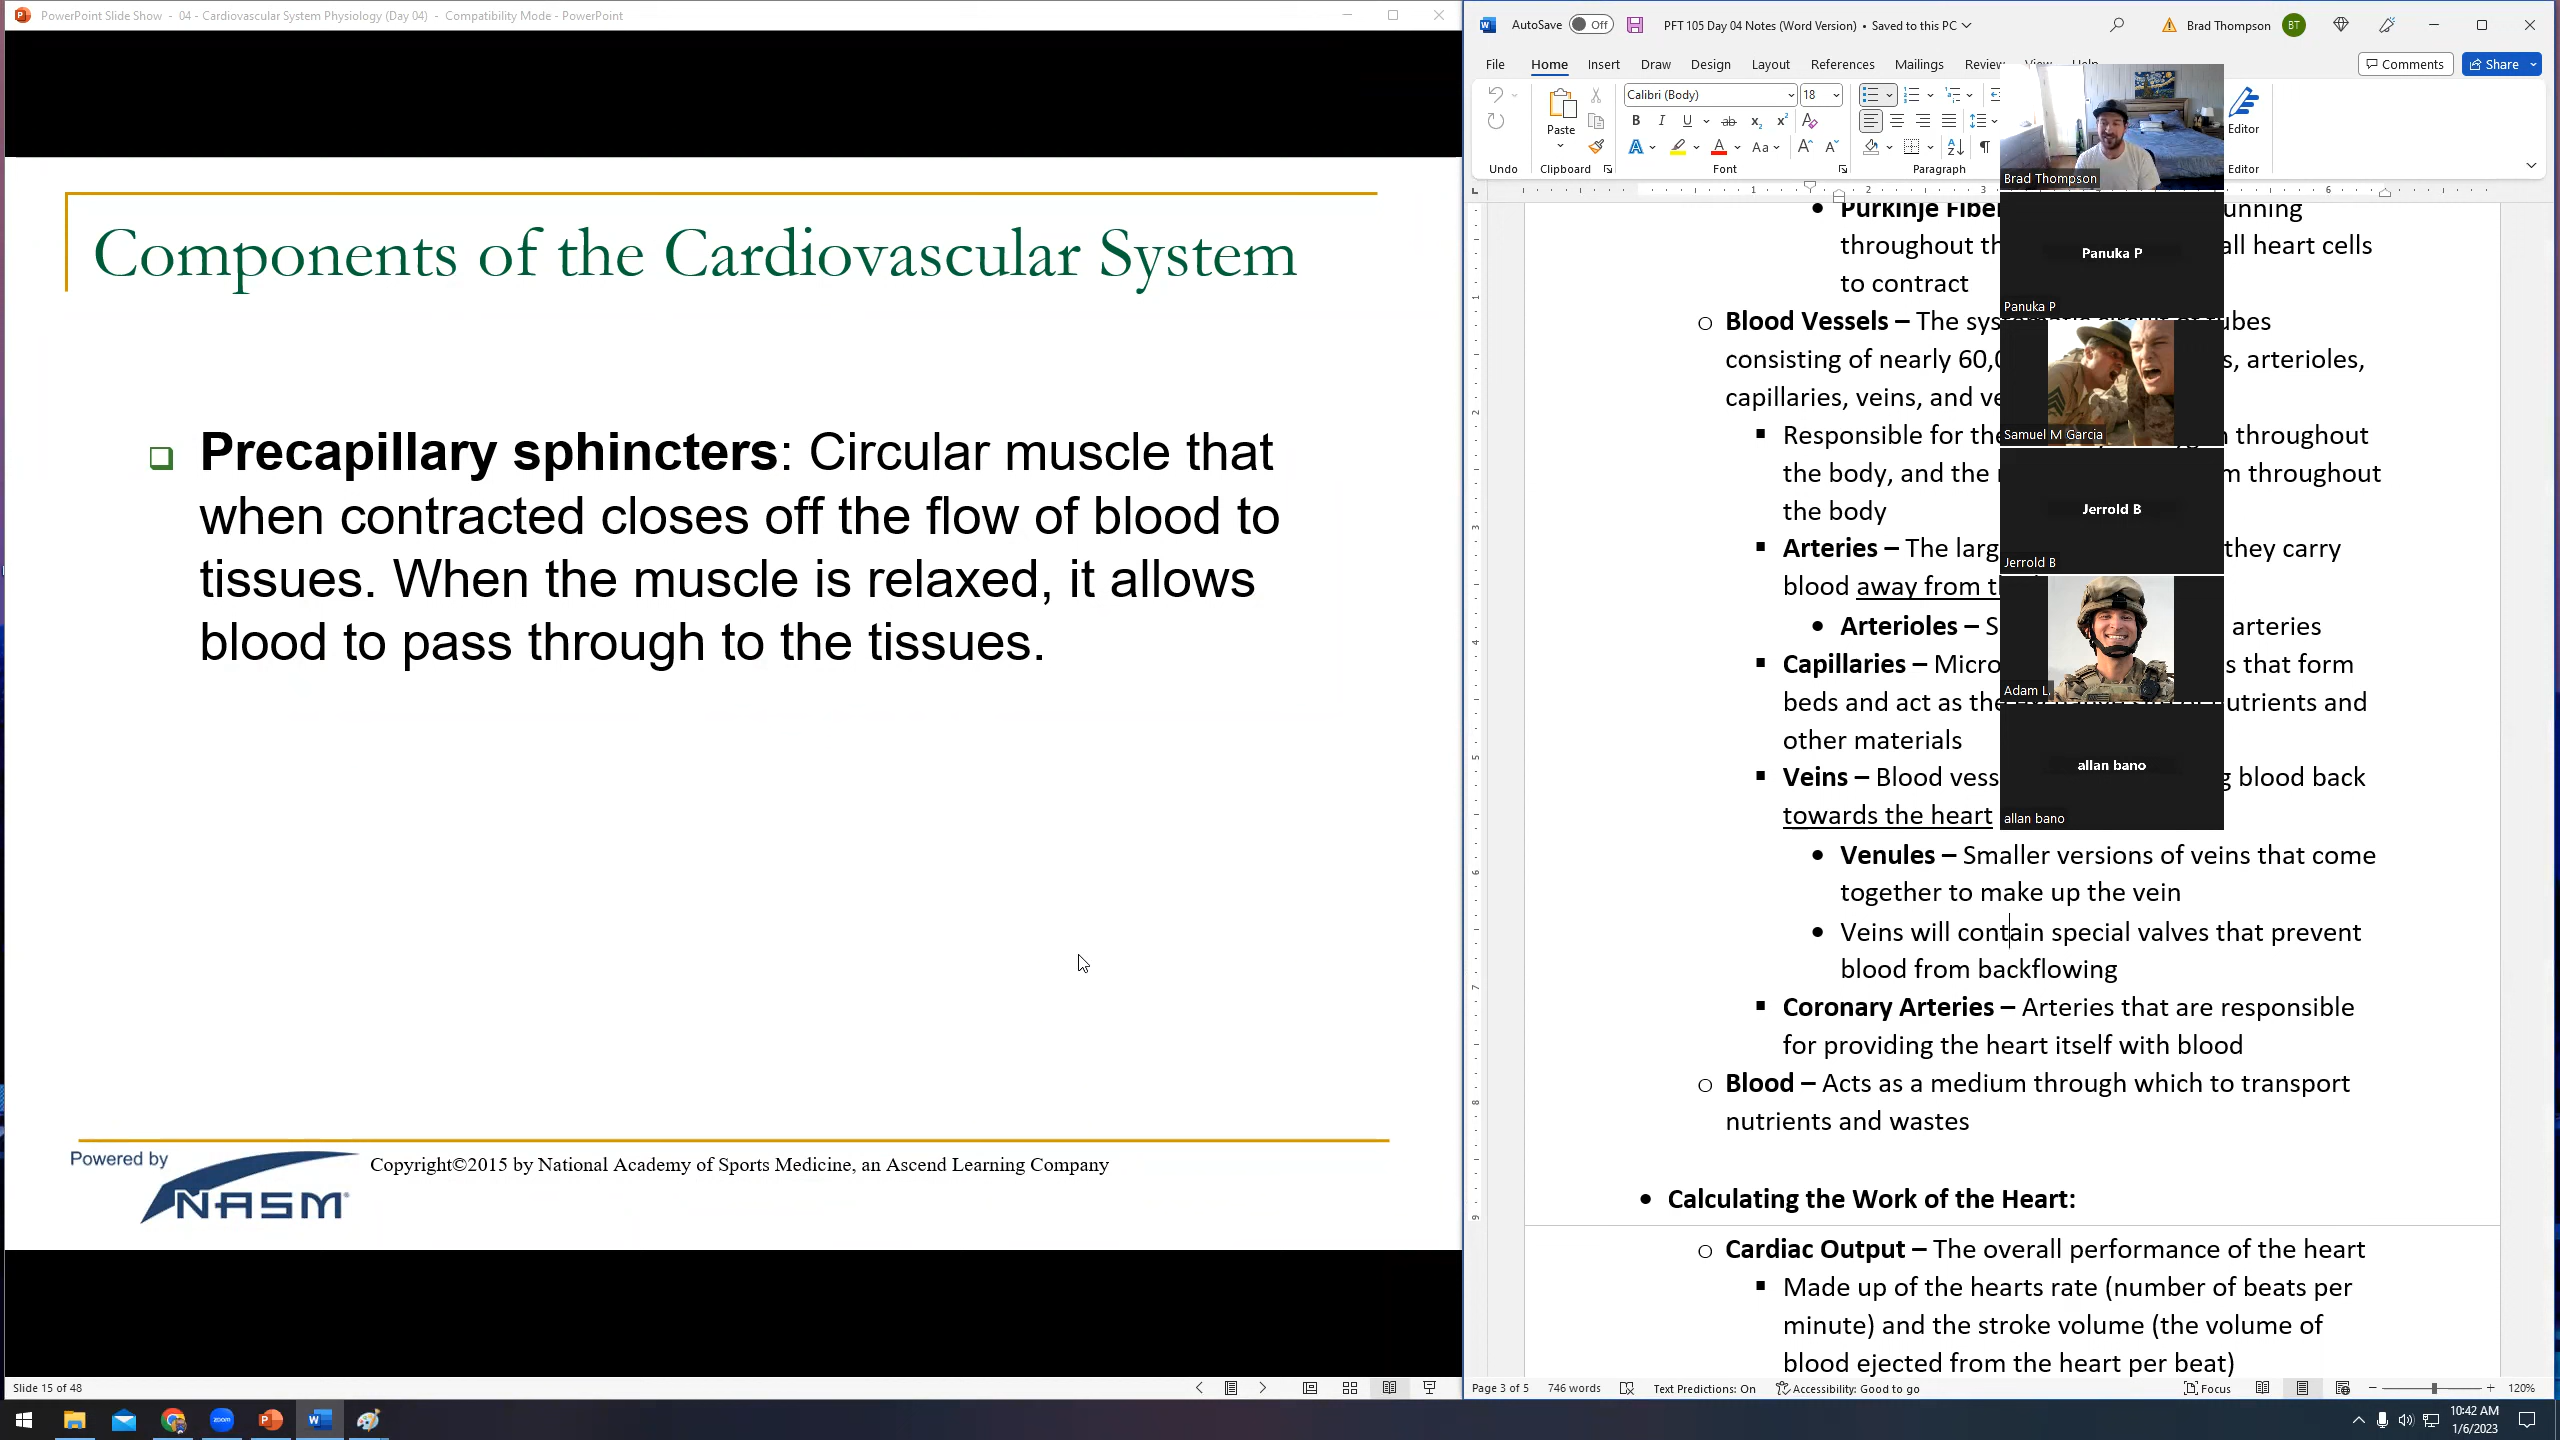 PowerPoint Slide Show - 04 - Cardiovascular System Physiology (Day 04) - Compatibility Mode - PowerPoint
Components of the Cardiovascular System
Precapillary sphincters: Circular muscle that
when contracted closes off the flow of blood to
tissues. When the muscle is relaxed, it allows
blood to pass through to the tissues.
Powered by
NASM
Copyright©2015 by National Academy of Sports Medicine, an Ascend Learning Company
Slide 15 of 48
AutoSave Off PFT 105 Day 04 Notes (Word Version) • Saved to this PC Brad Thompson BT
File Home Insert Draw Design Layout References Mailings Review View Help Comments Share
Calibri (Body) 18
Paste
Editor
Undo Clipboard Font Paragraph Editor
Brad Thompson
Panuka P
Panuka P
Samuel M Garcia
Jerrold B
Jerrold B
Adam L.
allan bano
allan bano
Purkinje Fiber unning
throughout th all heart cells
to contract
Blood Vessels – The sys ubes
consisting of nearly 60,0 s, arterioles,
capillaries, veins, and ve
Responsible for the throughout
the body, and the m throughout
the body
Arteries – The larg they carry
blood away from t
Arterioles – S arteries
Capillaries – Micro s that form
beds and act as the utrients and
other materials
Veins – Blood vess g blood back
towards the heart
Venules – Smaller versions of veins that come
together to make up the vein
Veins will contain special valves that prevent
blood from backflowing
Coronary Arteries – Arteries that are responsible
for providing the heart itself with blood
Blood – Acts as a medium through which to transport
nutrients and wastes
Calculating the Work of the Heart:
Cardiac Output – The overall performance of the heart
Made up of the hearts rate (number of beats per
minute) and the stroke volume (the volume of
blood ejected from the heart per beat)
Page 3 of 5 746 words Text Predictions: On Accessibility: Good to go Focus 120%
10:42 AM
1/6/2023